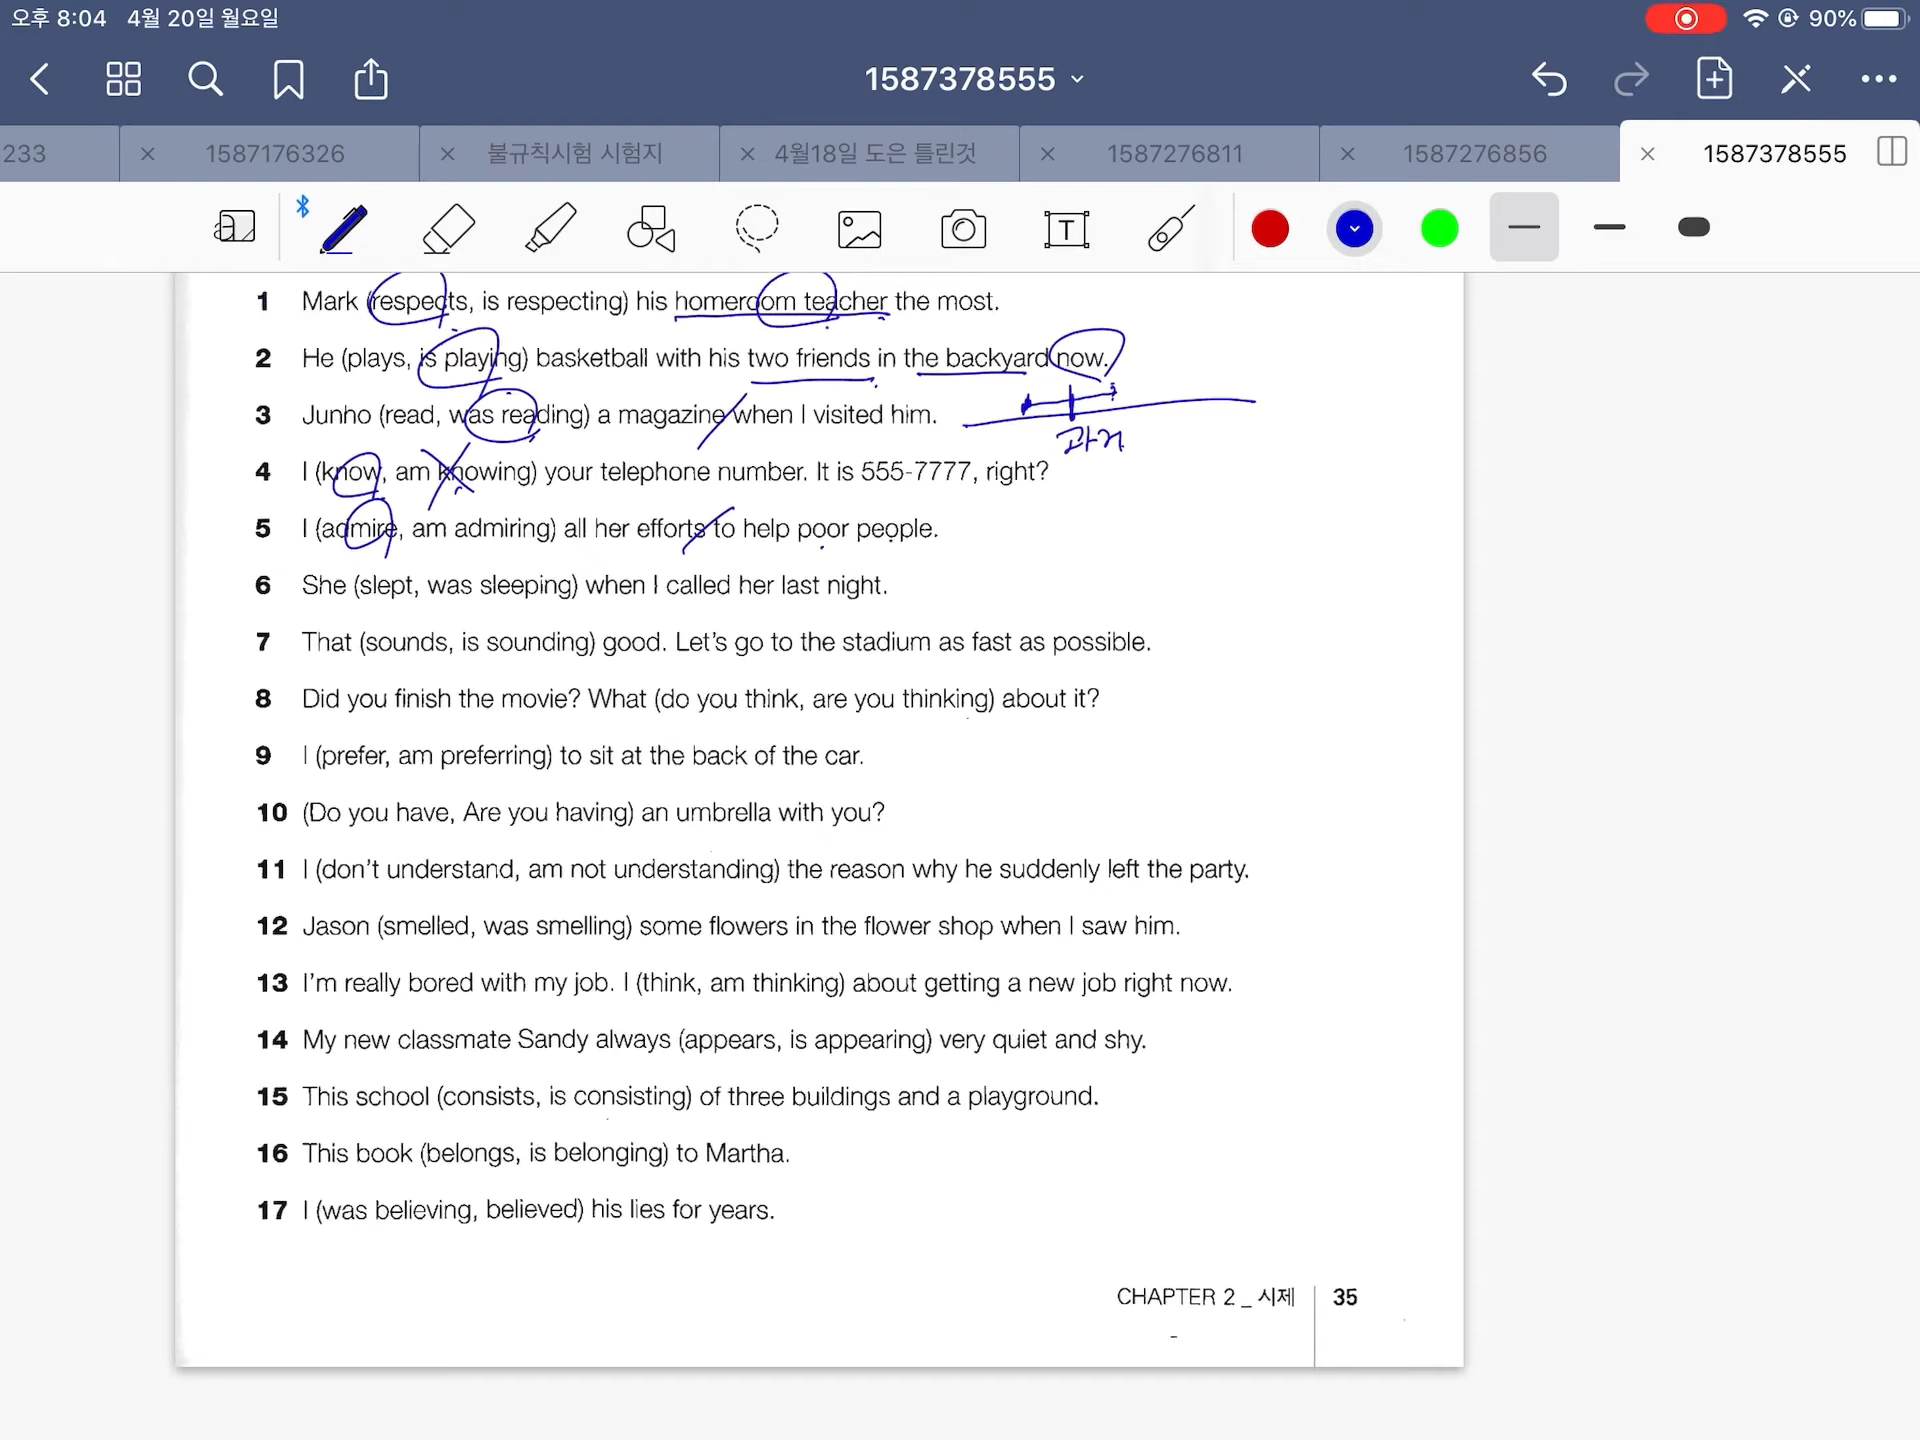 오후 8:04 4월 20일 월요일 90%
1587378555
233 1587176326 불규칙시험 시험지 4월18일 도은 틀린것 1587276811 1587276856 1587378555
1 Mark (respects, is respecting) his homeroom teacher the most.
2 He (plays, is playing) basketball with his two friends in the backyard now.
3 Junho (read, was reading) a magazine when I visited him.
과거
4 I (know, am knowing) your telephone number. It is 555-7777, right?
5 I (admire, am admiring) all her efforts to help poor people.
6 She (slept, was sleeping) when I called her last night.
7 That (sounds, is sounding) good. Let's go to the stadium as fast as possible.
8 Did you finish the movie? What (do you think, are you thinking) about it?
9 I (prefer, am preferring) to sit at the back of the car.
10 (Do you have, Are you having) an umbrella with you?
11 I (don't understand, am not understanding) the reason why he suddenly left the party.
12 Jason (smelled, was smelling) some flowers in the flower shop when I saw him.
13 I'm really bored with my job. I (think, am thinking) about getting a new job right now.
14 My new classmate Sandy always (appears, is appearing) very quiet and shy.
15 This school (consists, is consisting) of three buildings and a playground.
16 This book (belongs, is belonging) to Martha.
17 I (was believing, believed) his lies for years.
CHAPTER 2 _ 시제 35